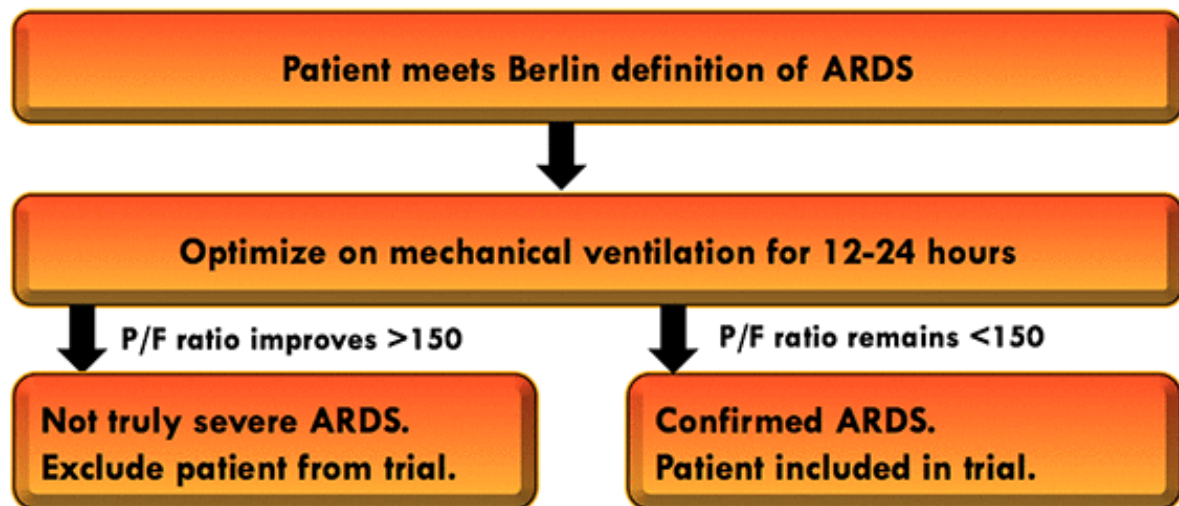 Patient meets Berlin definition of ARDS
Optimize on mechanical ventilation for 12-24 hours
P/F ratio improves >150
P/F ratio remains <150
Not truly severe ARDS.
Exclude patient from trial.
Confirmed ARDS.
Patient included in trial.